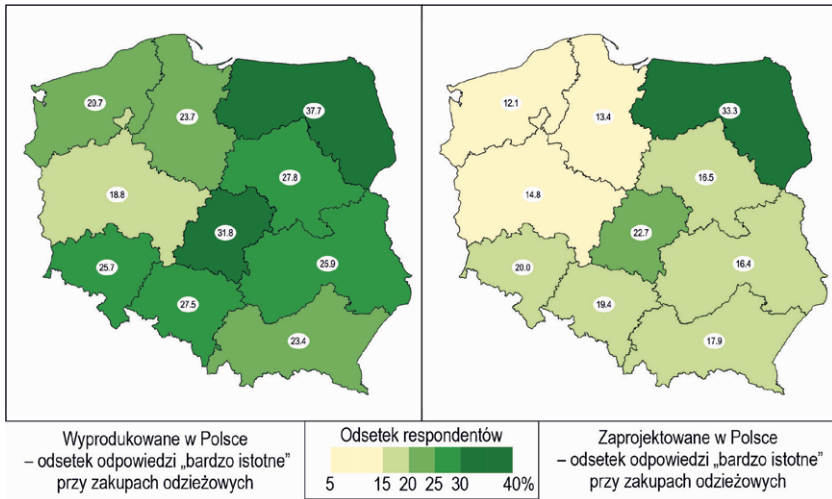 20.7
23.7
37.7
27.8
18.8
31.8
25.7
25.9
27.5
23.4
12.1
13.4
33.3
16.5
14.8
22.7
20.0
16.4
19.4
17.9
Wyprodukowane w Polsce
– odsetek odpowiedzi „bardzo istotne”
przy zakupach odzieżowych
Odsetek respondentów
5 15 20 25 30 40%
Zaprojektowane w Polsce
– odsetek odpowiedzi „bardzo istotne”
przy zakupach odzieżowych